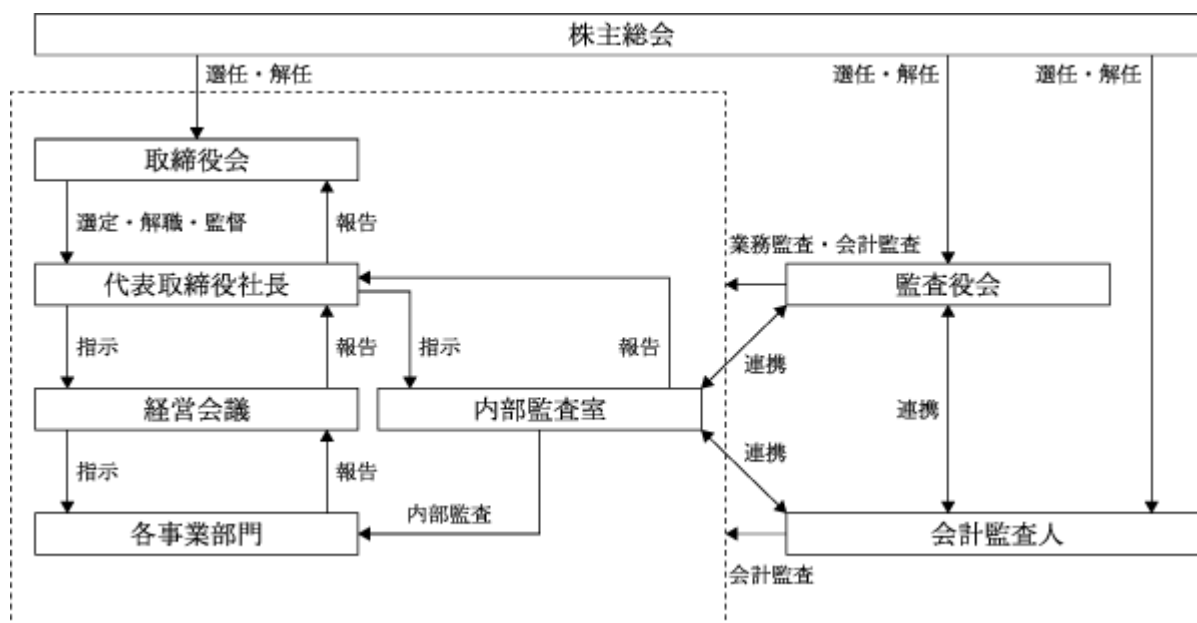 株主総会
選任・解任
選任・解任
選任・解任
取締役会
選定・解職・監督
報告
業務監査・会計監査
代表取締役社長
監査役会
指示
報告
指示
報告
連携
経営会議
内部監査室
連携
指示
報告
連携
内部監査
各事業部門
会計監査人
会計監査